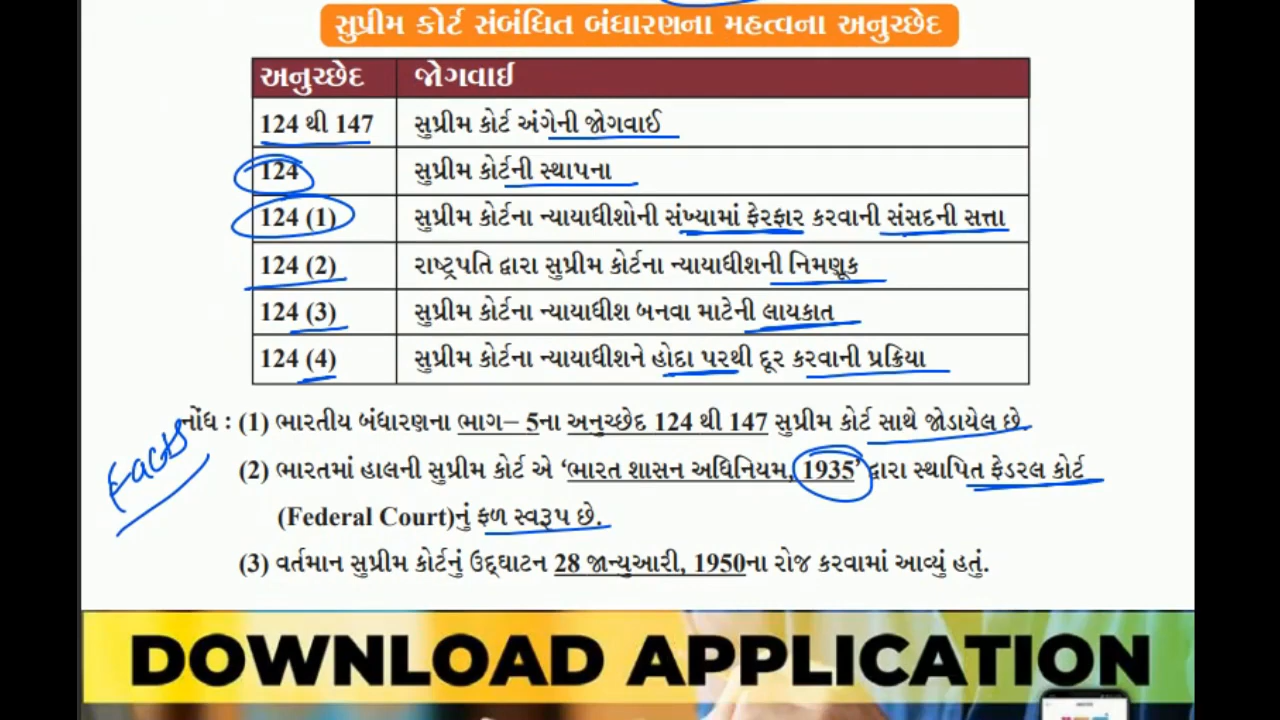 સુપ્રીમ કોર્ટ સંબંધિત બંધારણના મહત્વના અનુચ્છેદ
અનુચ્છેદ જોગવાઈ
124 થી 147 સુપ્રીમ કોર્ટ અંગેની જોગવાઈ
124 સુપ્રીમ કોર્ટની સ્થાપના
124 (1) સુપ્રીમ કોર્ટના ન્યાયાધીશોની સંખ્યામાં ફેરફાર કરવાની સંસદની સત્તા
124 (2) રાષ્ટ્રપતિ દ્વારા સુપ્રીમ કોર્ટના ન્યાયાધીશની નિમણૂક
124 (3) સુપ્રીમ કોર્ટના ન્યાયાધીશ બનવા માટેની લાયકાત
124 (4) સુપ્રીમ કોર્ટના ન્યાયાધીશને હોદા પરથી દૂર કરવાની પ્રક્રિયા
નોંધ : (1) ભારતીય બંધારણના ભાગ– 5ના અનુચ્છેદ 124 થી 147 સુપ્રીમ કોર્ટ સાથે જોડાયેલ છે.
Facts
(2) ભારતમાં હાલની સુપ્રીમ કોર્ટ એ ‘ભારત શાસન અધિનિયમ, 1935’ દ્વારા સ્થાપિત ફેડરલ કોર્ટ
(Federal Court)નું ફળ સ્વરૂપ છે.
(3) વર્તમાન સુપ્રીમ કોર્ટનું ઉદ્‌ઘાટન 28 જાન્યુઆરી, 1950ના રોજ કરવામાં આવ્યું હતું.
DOWNLOAD APPLICATION